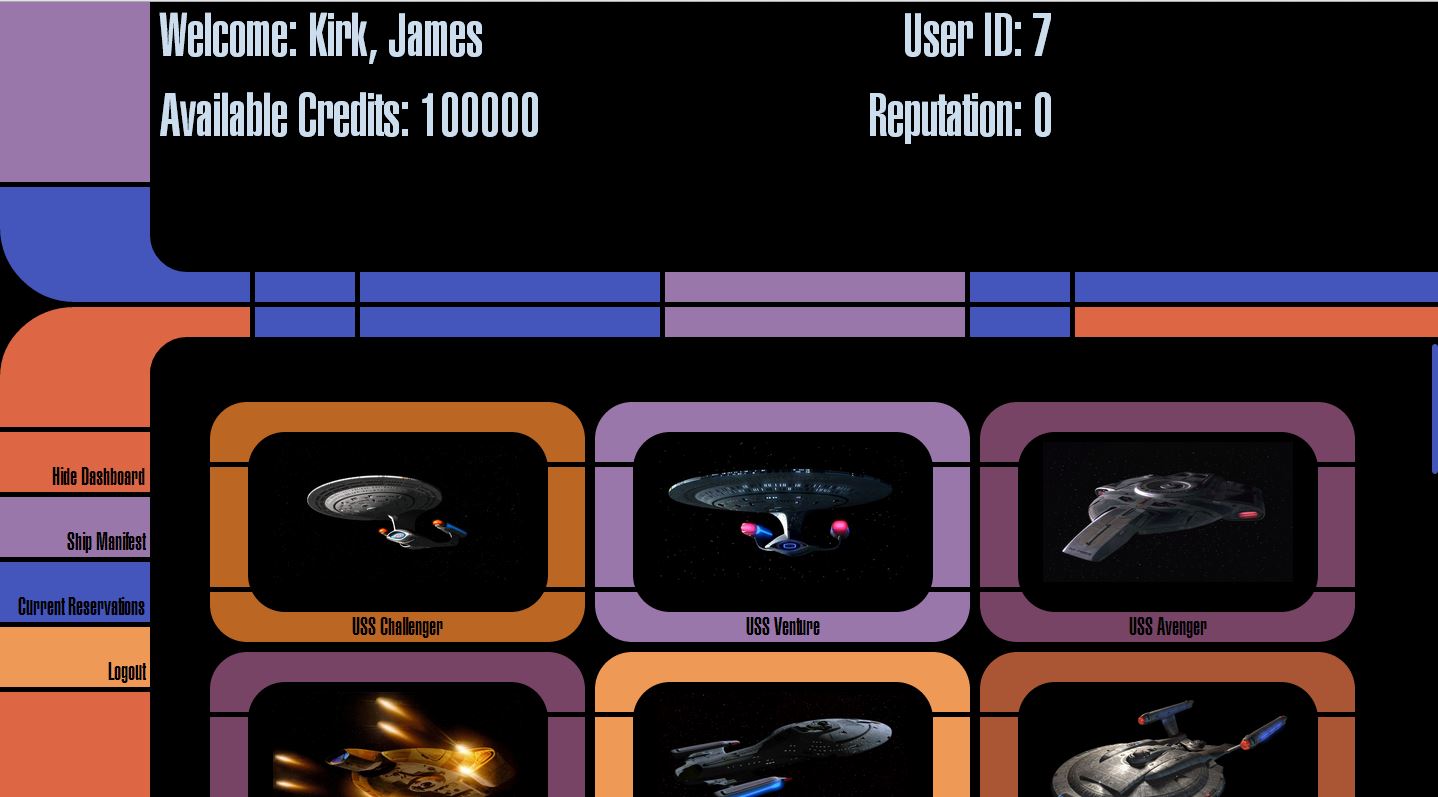 Welcome: Kirk, James
User ID: 7
Available Credits: 100000
Reputation: 0
Hide Dashboard
Ship Manifest
Current Reservations
Logout
USS Challenger
USS Venture
USS Avenger